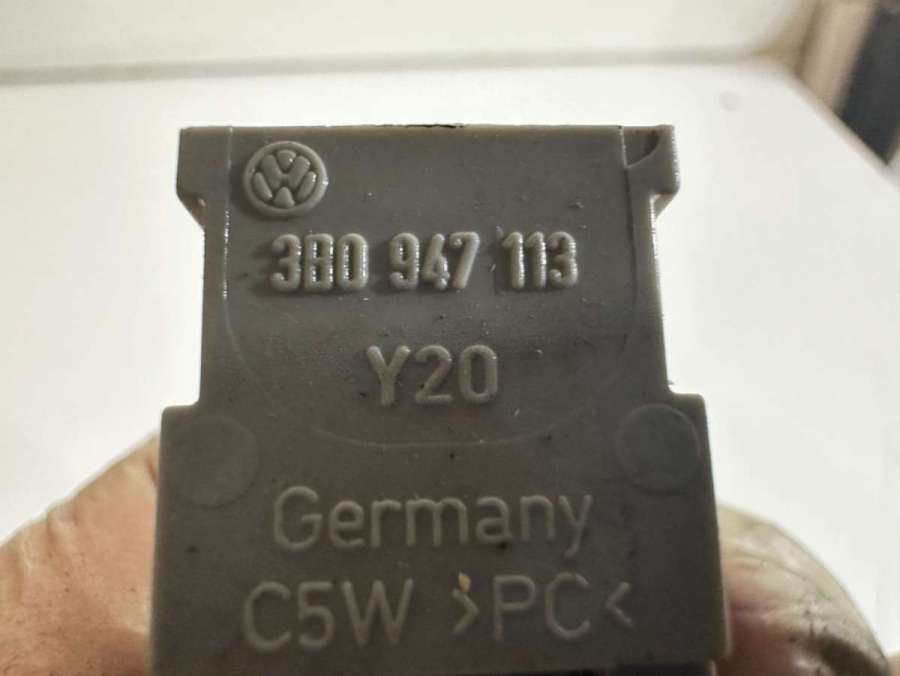 3B0 947 113
Y20
Germany
C5W >PC<